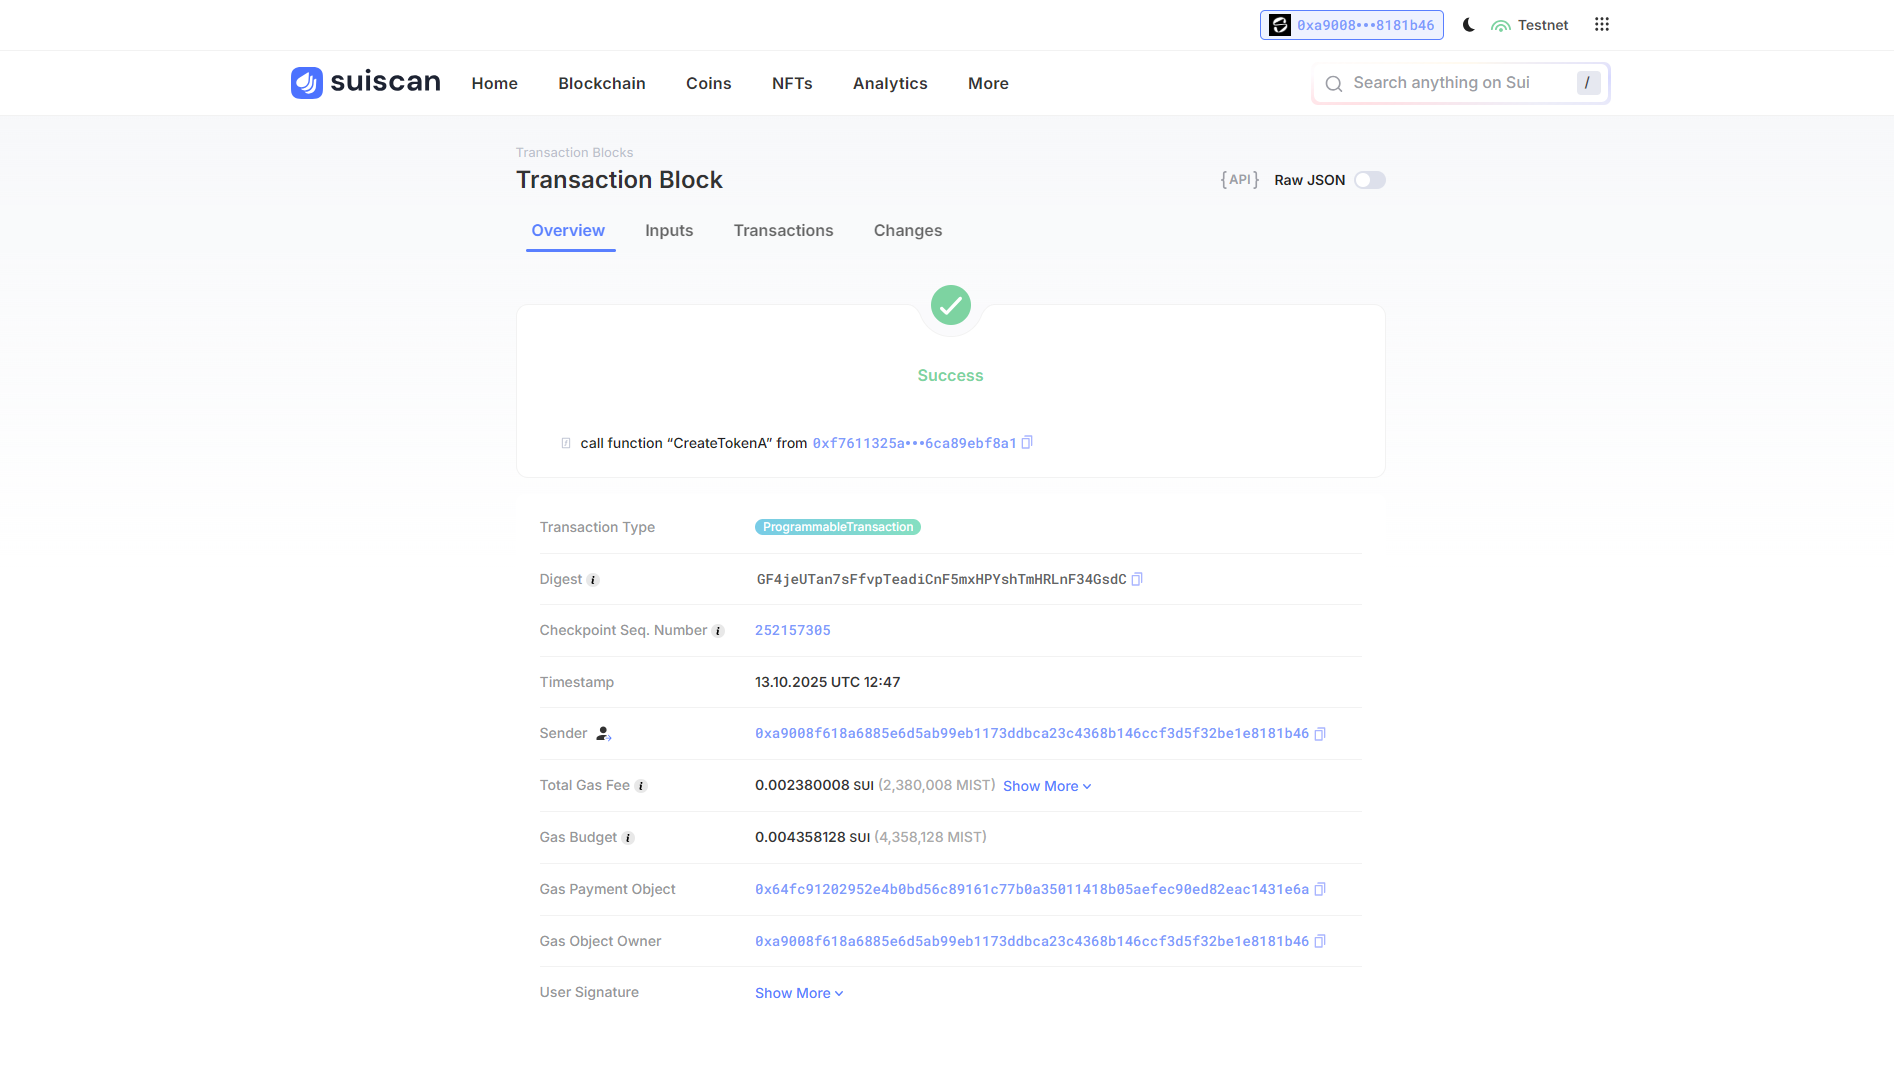 0xa9008•••8181b46 Testnet
suiscan Home Blockchain Coins NFTs Analytics More Search anything on Sui /
Transaction Blocks
Transaction Block {API} Raw JSON
Overview Inputs Transactions Changes
Success
call function “CreateTokenA” from 0xf7611325a•••6ca89ebf8a1
Transaction Type ProgrammableTransaction
Digest i GF4jeUTan7sFfvpTeadiCnF5mxHPYshTmHRLnF34GsdC
Checkpoint Seq. Number i 252157305
Timestamp 13.10.2025 UTC 12:47
Sender 0xa9008f618a6885e6d5ab99eb1173ddbca23c4368b146ccf3d5f32be1e8181b46
Total Gas Fee i 0.002380008 SUI (2,380,008 MIST) Show More
Gas Budget i 0.004358128 SUI (4,358,128 MIST)
Gas Payment Object 0x64fc91202952e4b0bd56c89161c77b0a35011418b05aefec90ed82eac1431e6a
Gas Object Owner 0xa9008f618a6885e6d5ab99eb1173ddbca23c4368b146ccf3d5f32be1e8181b46
User Signature Show More